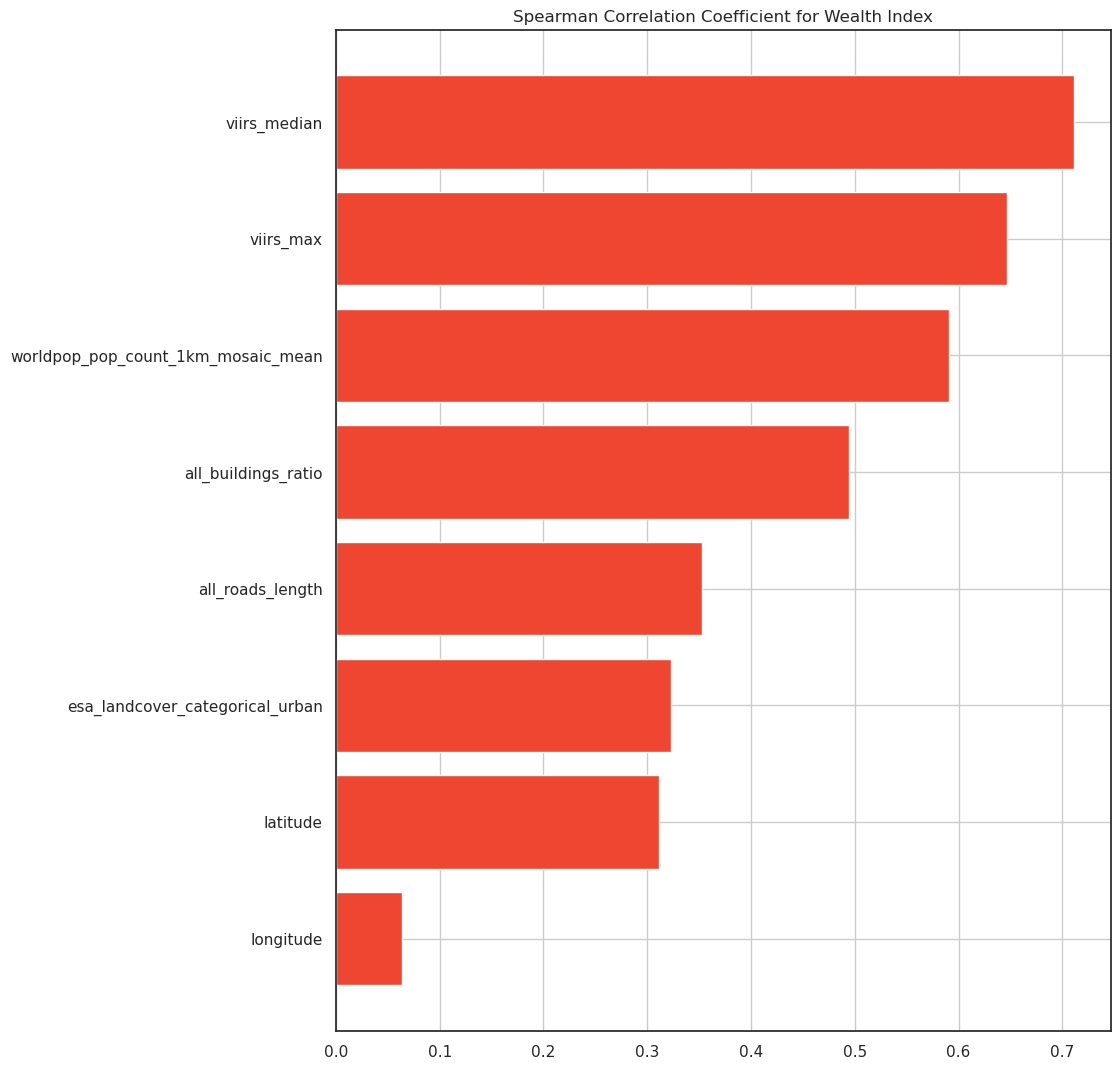 Spearman Correlation Coefficient for Wealth Index
viirs_median
viirs_max
worldpop_pop_count_1km_mosaic_mean
all_buildings_ratio
all_roads_length
esa_landcover_categorical_urban
latitude
longitude
0.0 0.1 0.2 0.3 0.4 0.5 0.6 0.7